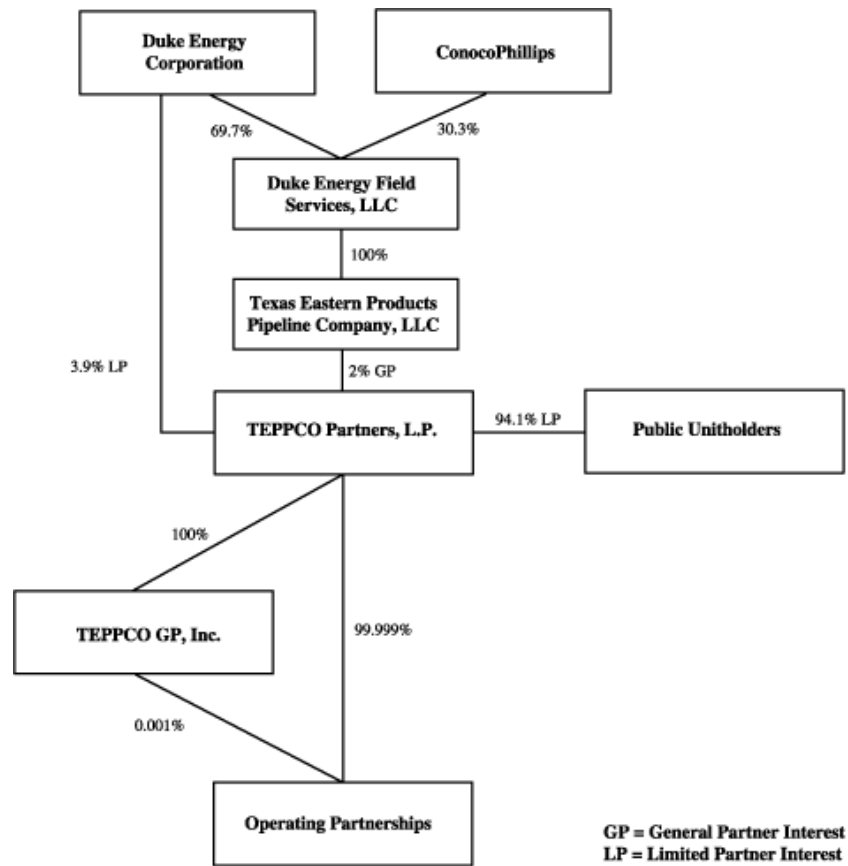 Duke Energy
Corporation
ConocoPhillips
69.7%
30.3%
Duke Energy Field
Services, LLC
100%
Texas Eastern Products
Pipeline Company, LLC
3.9% LP
2% GP
TEPPCO Partners, L.P.
94.1% LP
Public Unitholders
100%
TEPPCO GP, Inc.
99.999%
0.001%
Operating Partnerships
GP = General Partner Interest
LP = Limited Partner Interest